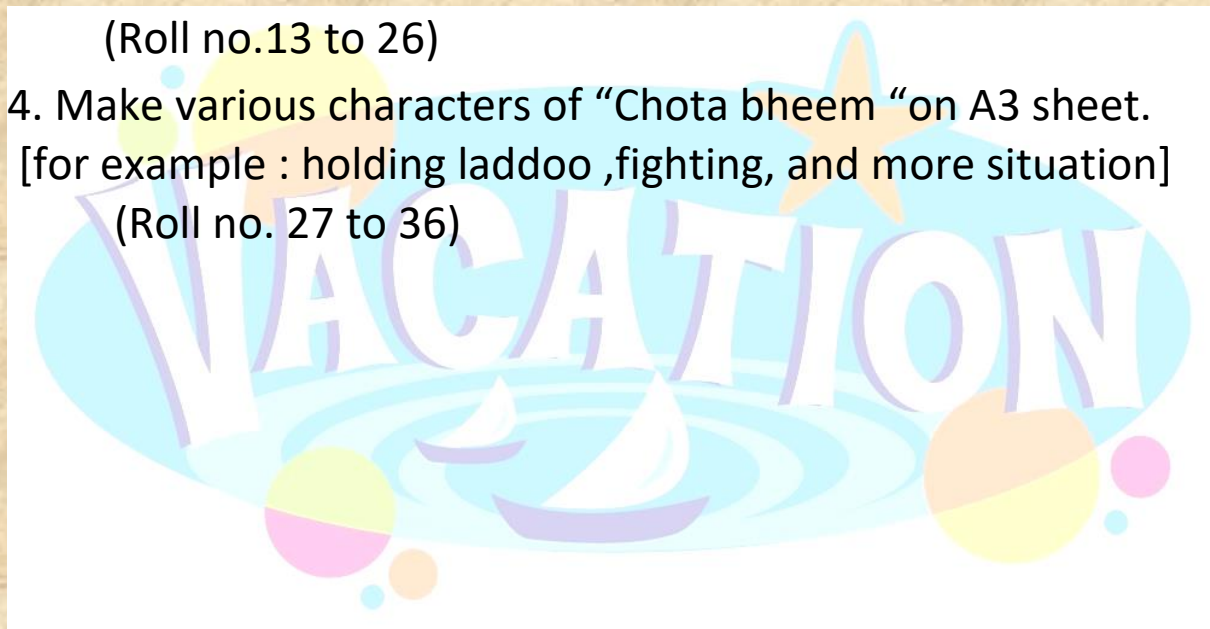 (Roll no.13 to 26)
4. Make various characters of “Chota bheem “on A3 sheet.
[for example : holding laddoo ,fighting, and more situation]
(Roll no. 27 to 36)
VACATION